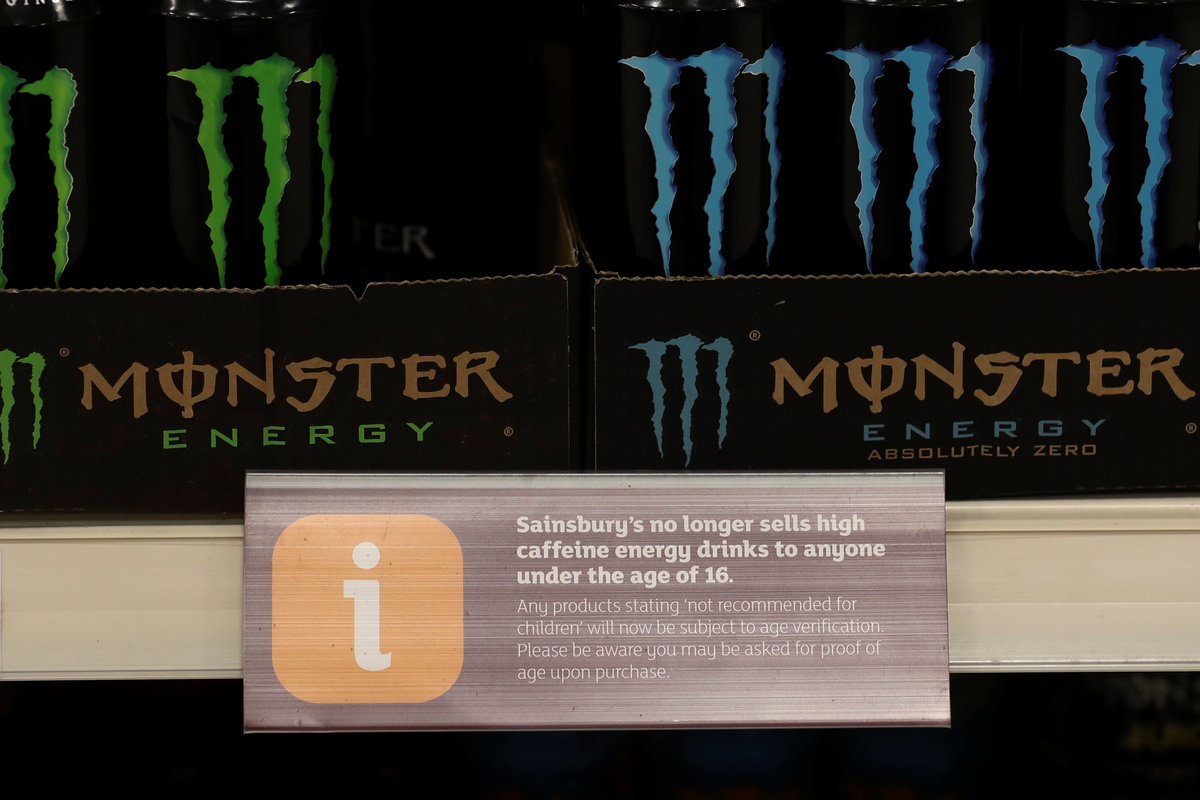 TER
MONSTER
ENERGY
MONSTER
ENERGY
ABSOLUTELY ZERO
i
Sainsbury's no longer sells high
caffeine energy drinks to anyone
under the age of 16.
Any products stating 'not recommended for
children' will now be subject to age verification.
Please be aware you may be asked for proof of
age upon purchase.